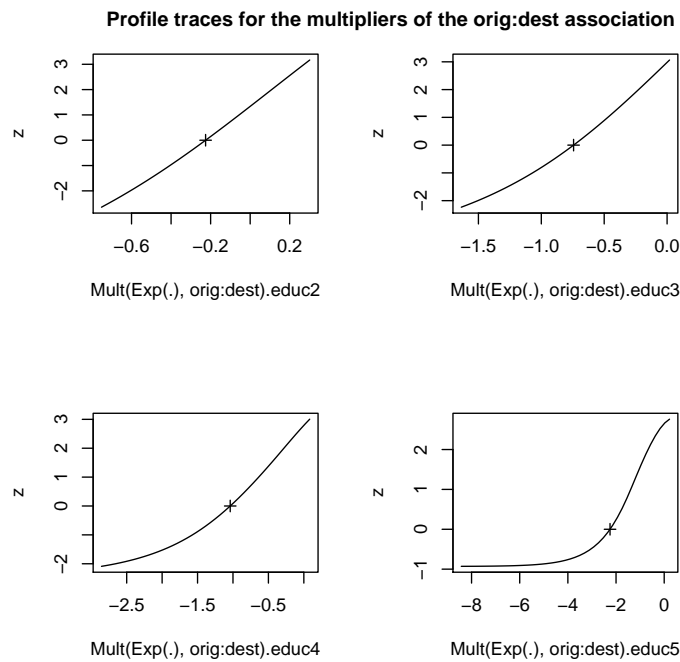 Profile traces for the multipliers of the orig:dest association
z
3
2
1
0
−2
−0.6 −0.2 0.2
Mult(Exp(.), orig:dest).educ2
z
3
2
1
0
−2
−1.5 −1.0 −0.5 0.0
Mult(Exp(.), orig:dest).educ3
z
3
2
1
0
−2
−2.5 −1.5 −0.5
Mult(Exp(.), orig:dest).educ4
z
2
1
0
−1
−8 −6 −4 −2 0
Mult(Exp(.), orig:dest).educ5